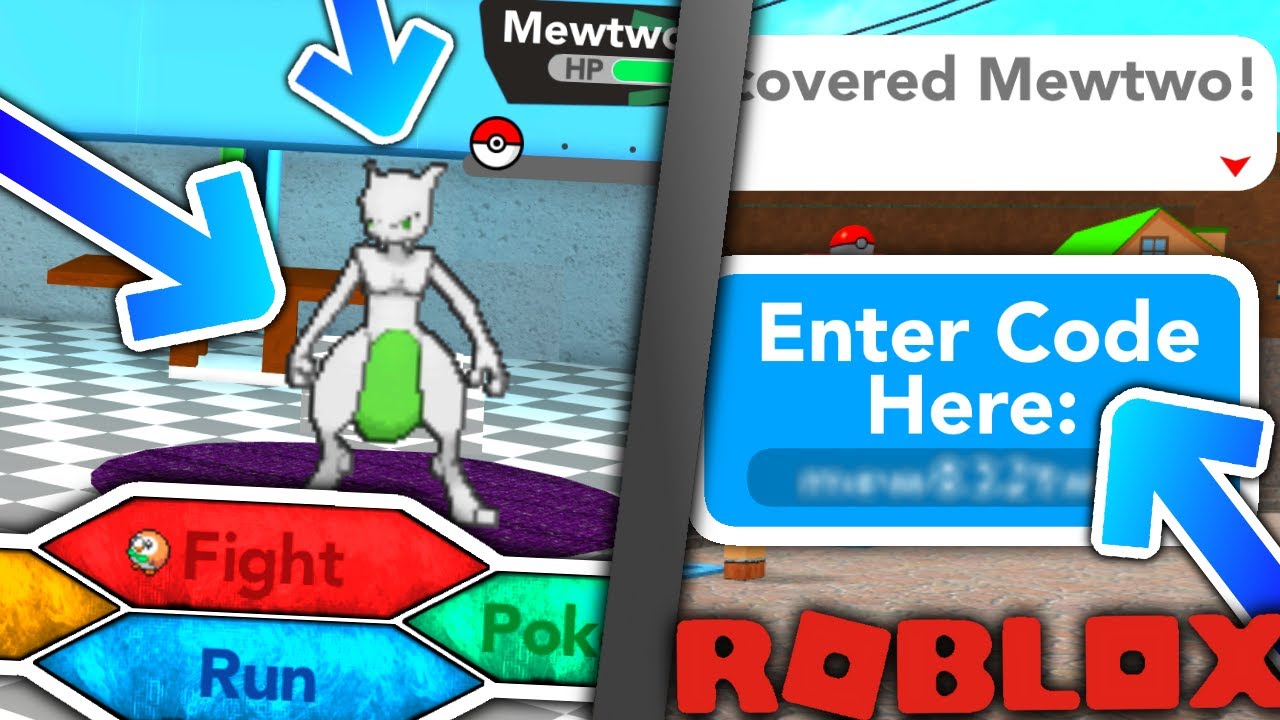 Mewtwo
HP
covered Mewtwo!
Enter Code
Here:
Fight
Pok
Run
ROBLOX